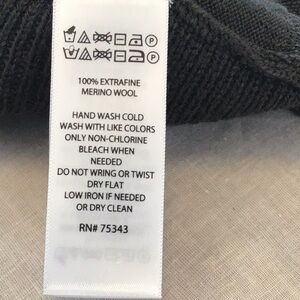 100% EXTRAFINE
MERINO WOOL
HAND WASH COLD
WASH WITH LIKE COLORS
ONLY NON-CHLORINE
BLEACH WHEN
NEEDED
DO NOT WRING OR TWIST
DRY FLAT
LOW IRON IF NEEDED
OR DRY CLEAN
RN# 75343